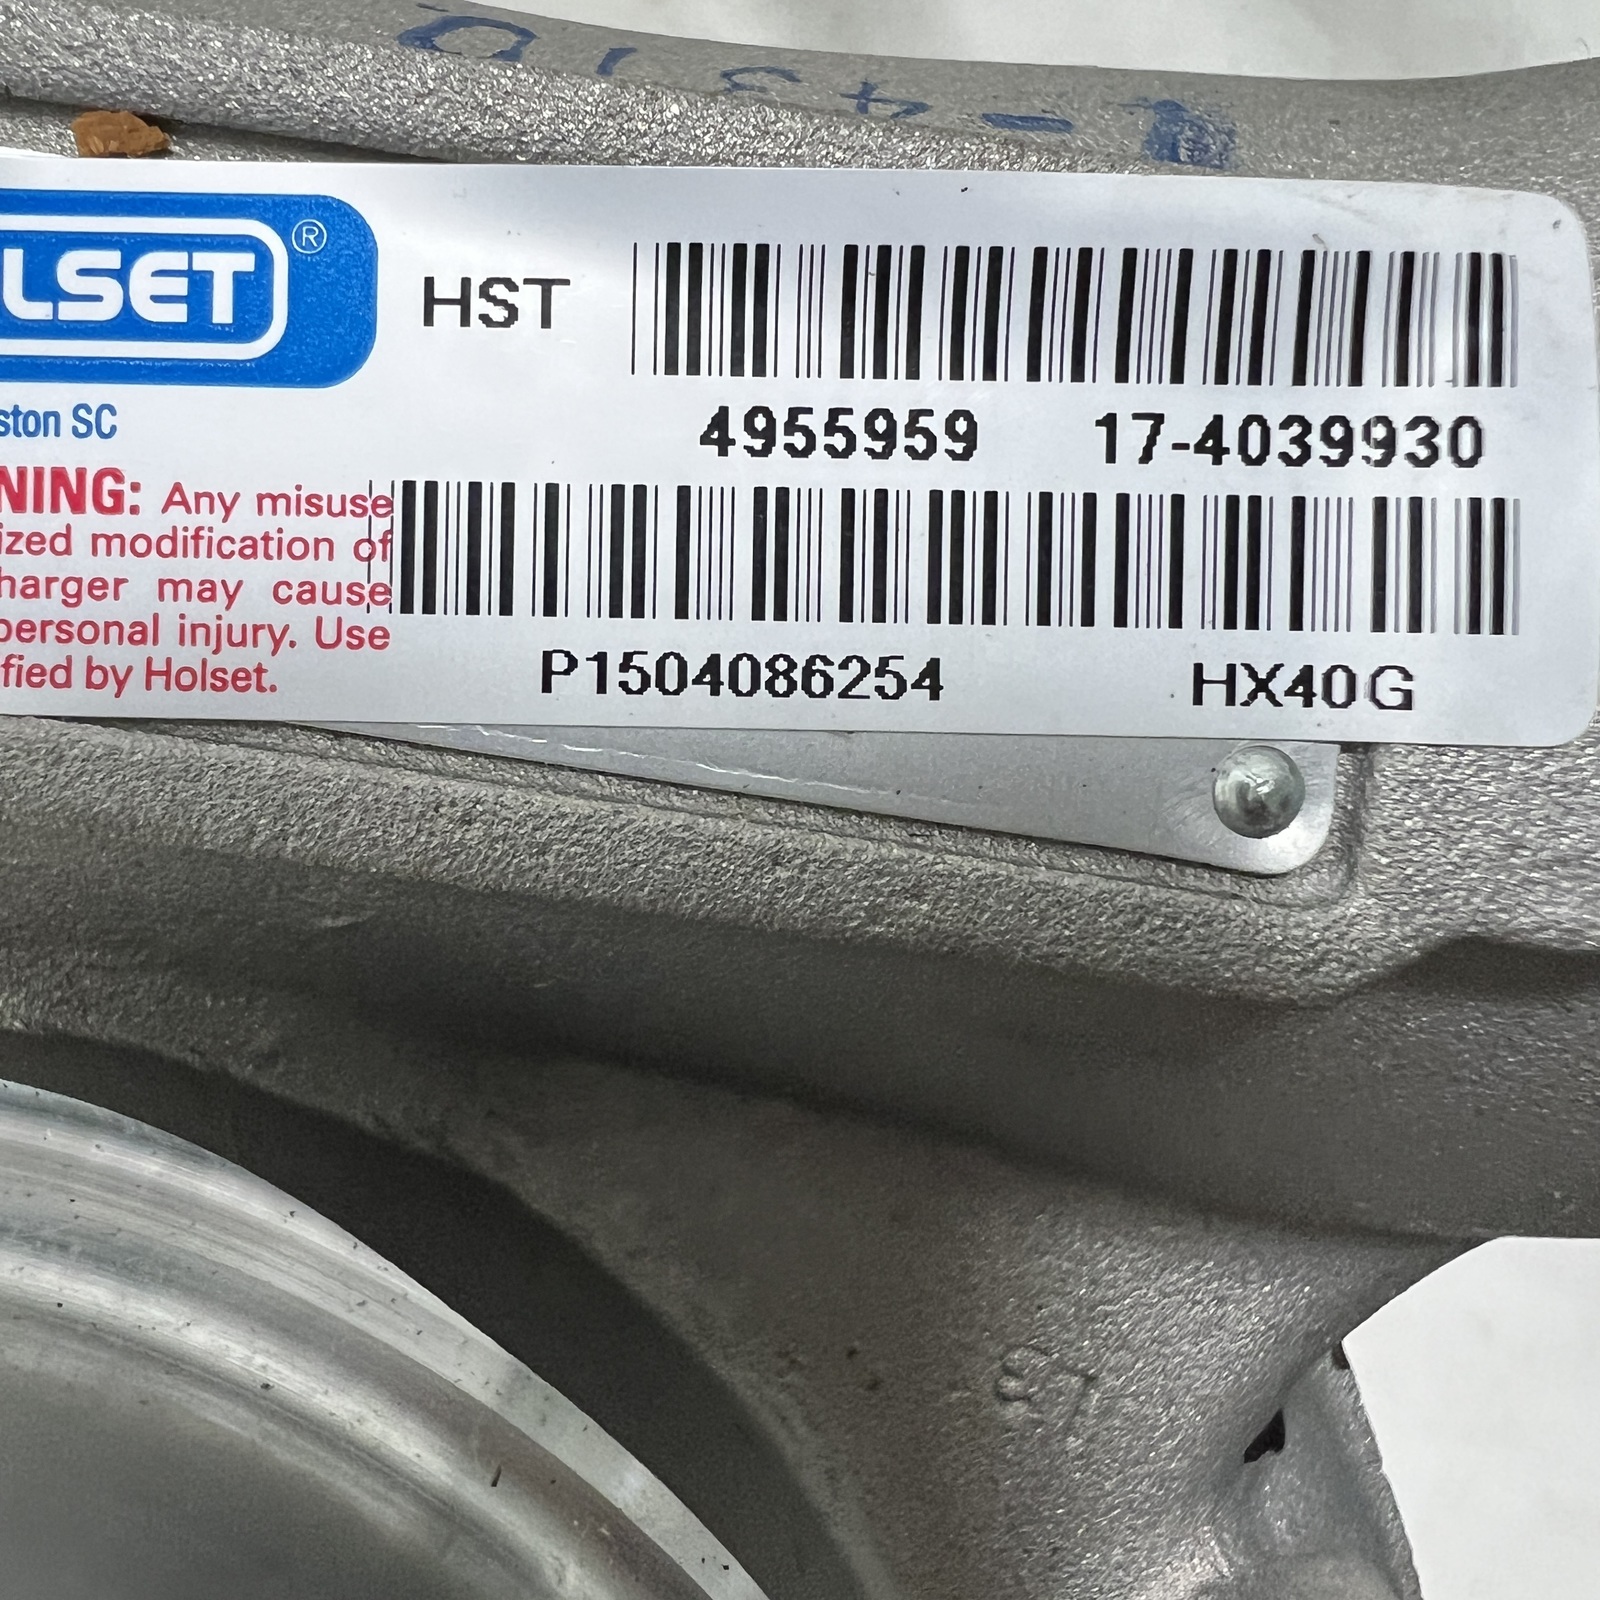 LSET®
HST
4955959 17-4039930
ston SC
NING: Any misuse
ized modification of
harger may cause
personal injury. Use
fied by Holset.
P1504086254 HX40G